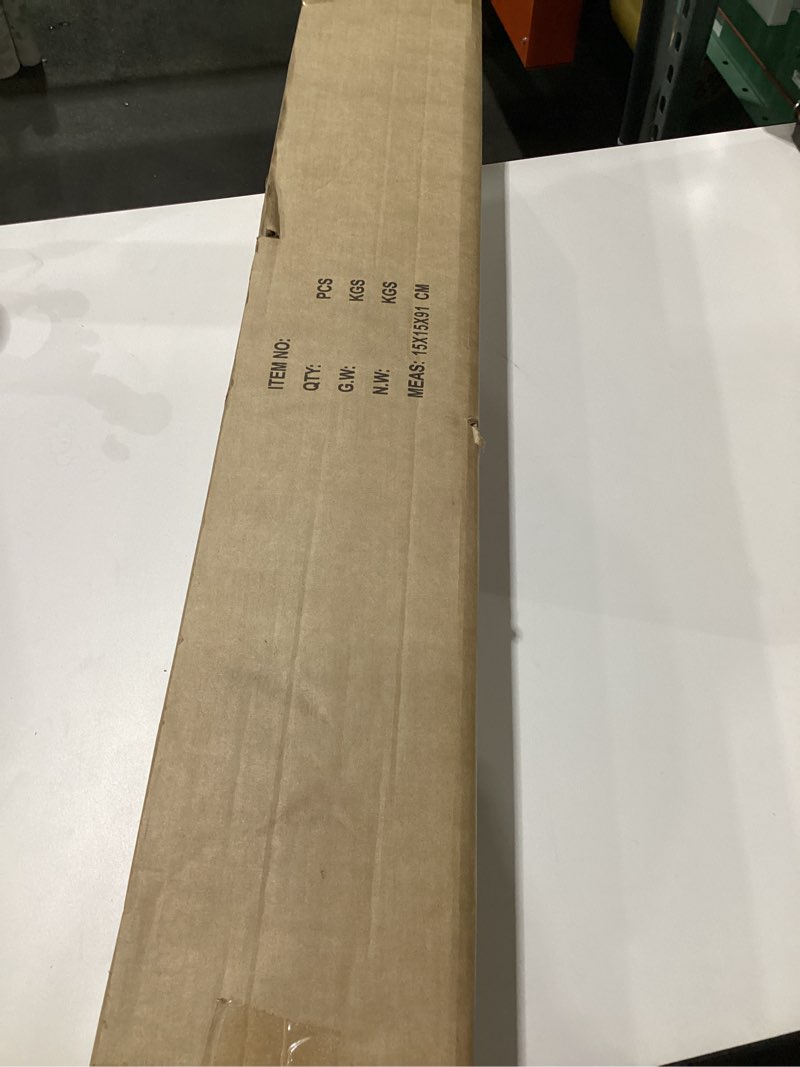 ITEM NO:
QTY: PCS
G.W: KGS
N.W: KGS
MEAS: 15X15X91 CM